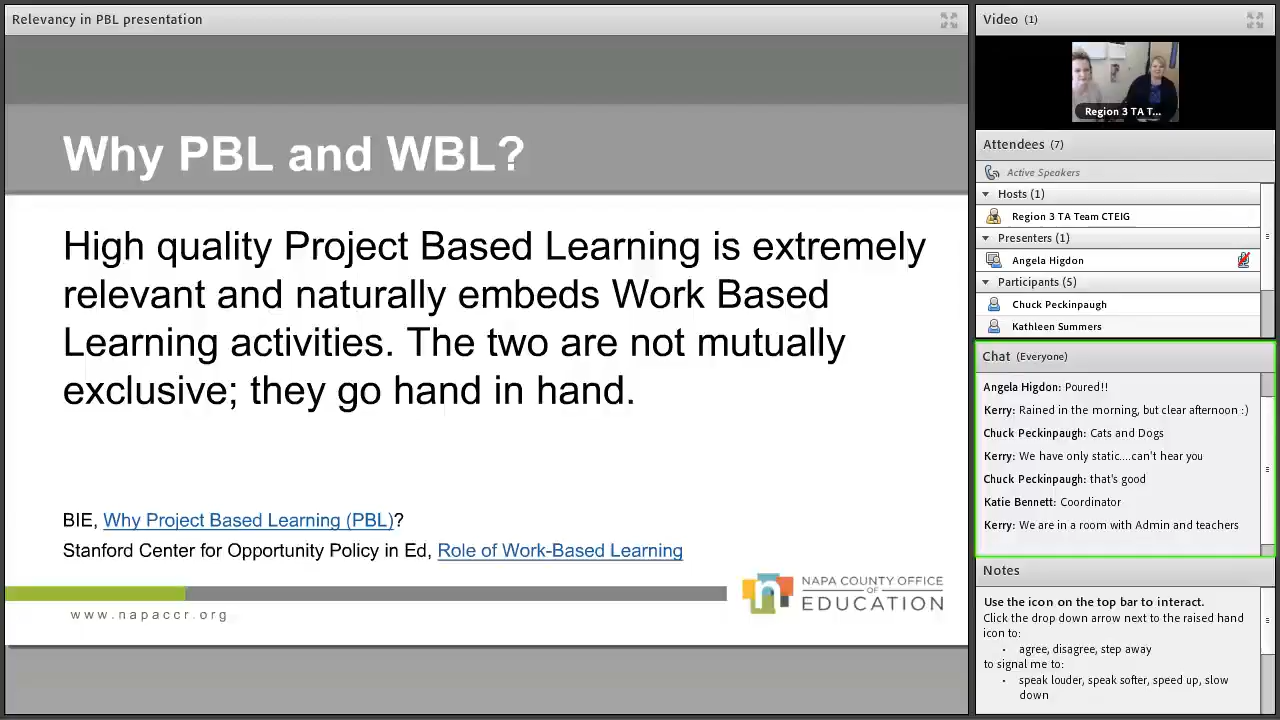 Relevancy in PBL presentation
Why PBL and WBL?
High quality Project Based Learning is extremely
relevant and naturally embeds Work Based
Learning activities. The two are not mutually
exclusive; they go hand in hand.
BIE, Why Project Based Learning (PBL)?
Stanford Center for Opportunity Policy in Ed, Role of Work-Based Learning
www.napaccr.org
n
NAPA COUNTY OFFICE
OF
EDUCATION
Video (1)
Region 3 TA T...
Attendees (7)
Active Speakers
Hosts (1)
Region 3 TA Team CTEIG
Presenters (1)
Angela Higdon
Participants (5)
Chuck Peckinpaugh
Kathleen Summers
Chat (Everyone)
Angela Higdon: Poured!!
Kerry: Rained in the morning, but clear afternoon :)
Chuck Peckinpaugh: Cats and Dogs
Kerry: We have only static....can't hear you
Chuck Peckinpaugh: that's good
Katie Bennett: Coordinator
Kerry: We are in a room with Admin and teachers
Notes
Use the icon on the top bar to interact.
Click the drop down arrow next to the raised hand
icon to:
• agree, disagree, step away
to signal me to:
• speak louder, speak softer, speed up, slow
down